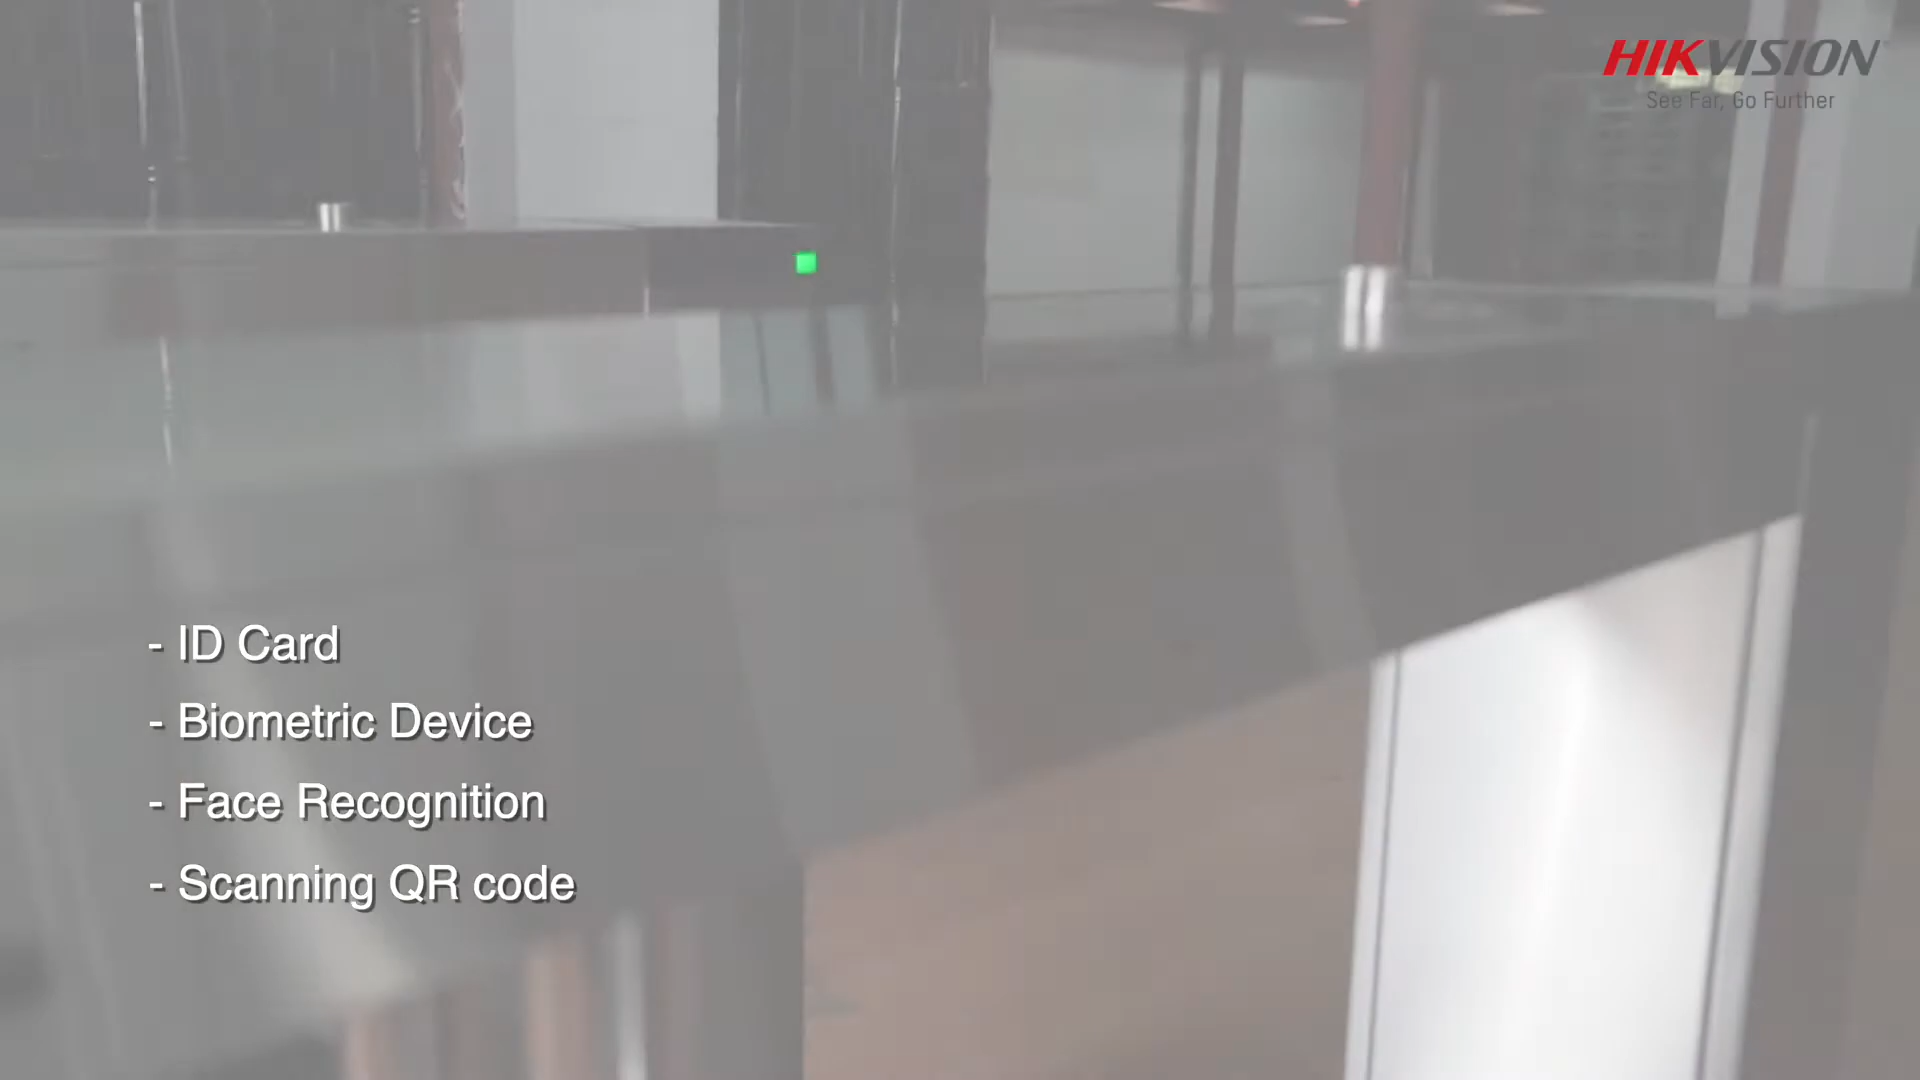 HIKVISION
See Far, Go Further
- ID Card
- Biometric Device
- Face Recognition
- Scanning QR code